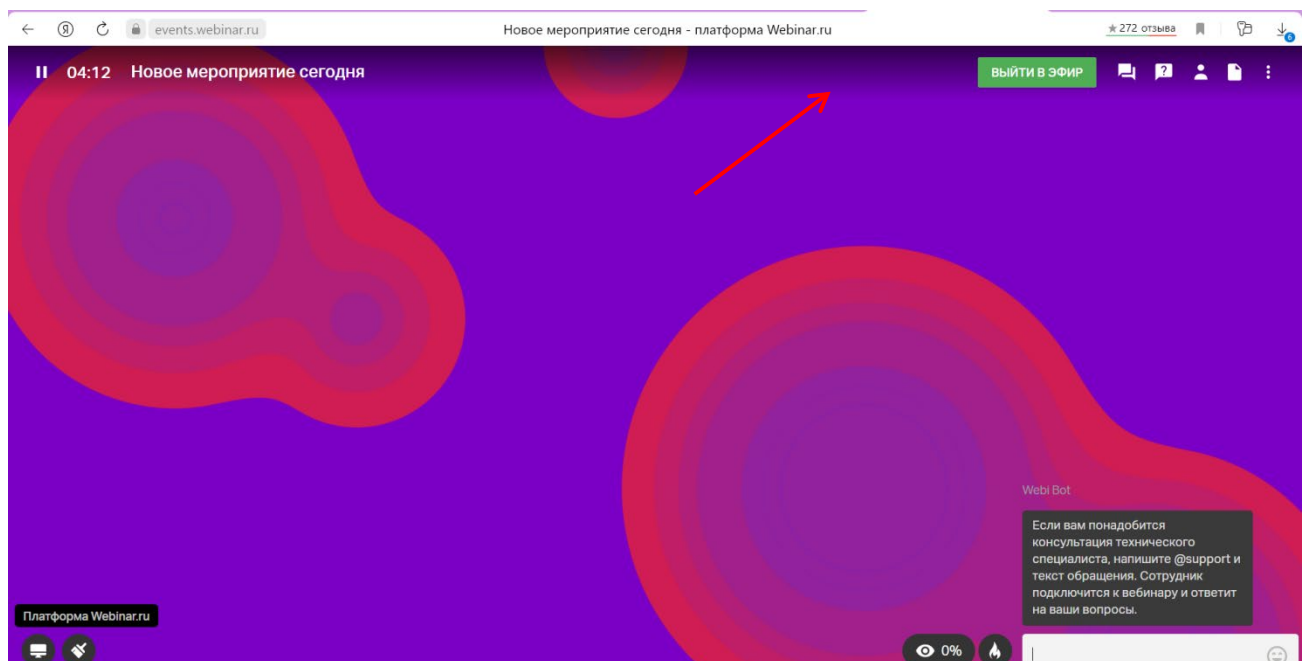 events.webinar.ru
Новое мероприятие сегодня - платформа Webinar.ru
★ 272 отзыва
6
04:12 Новое мероприятие сегодня
ВЫЙТИ В ЭФИР
?
Webi Bot
Если вам понадобится
консультация технического
специалиста, напишите @support и
текст обращения. Сотрудник
подключится к вебинару и ответит
на ваши вопросы.
Платформа Webinar.ru
0%